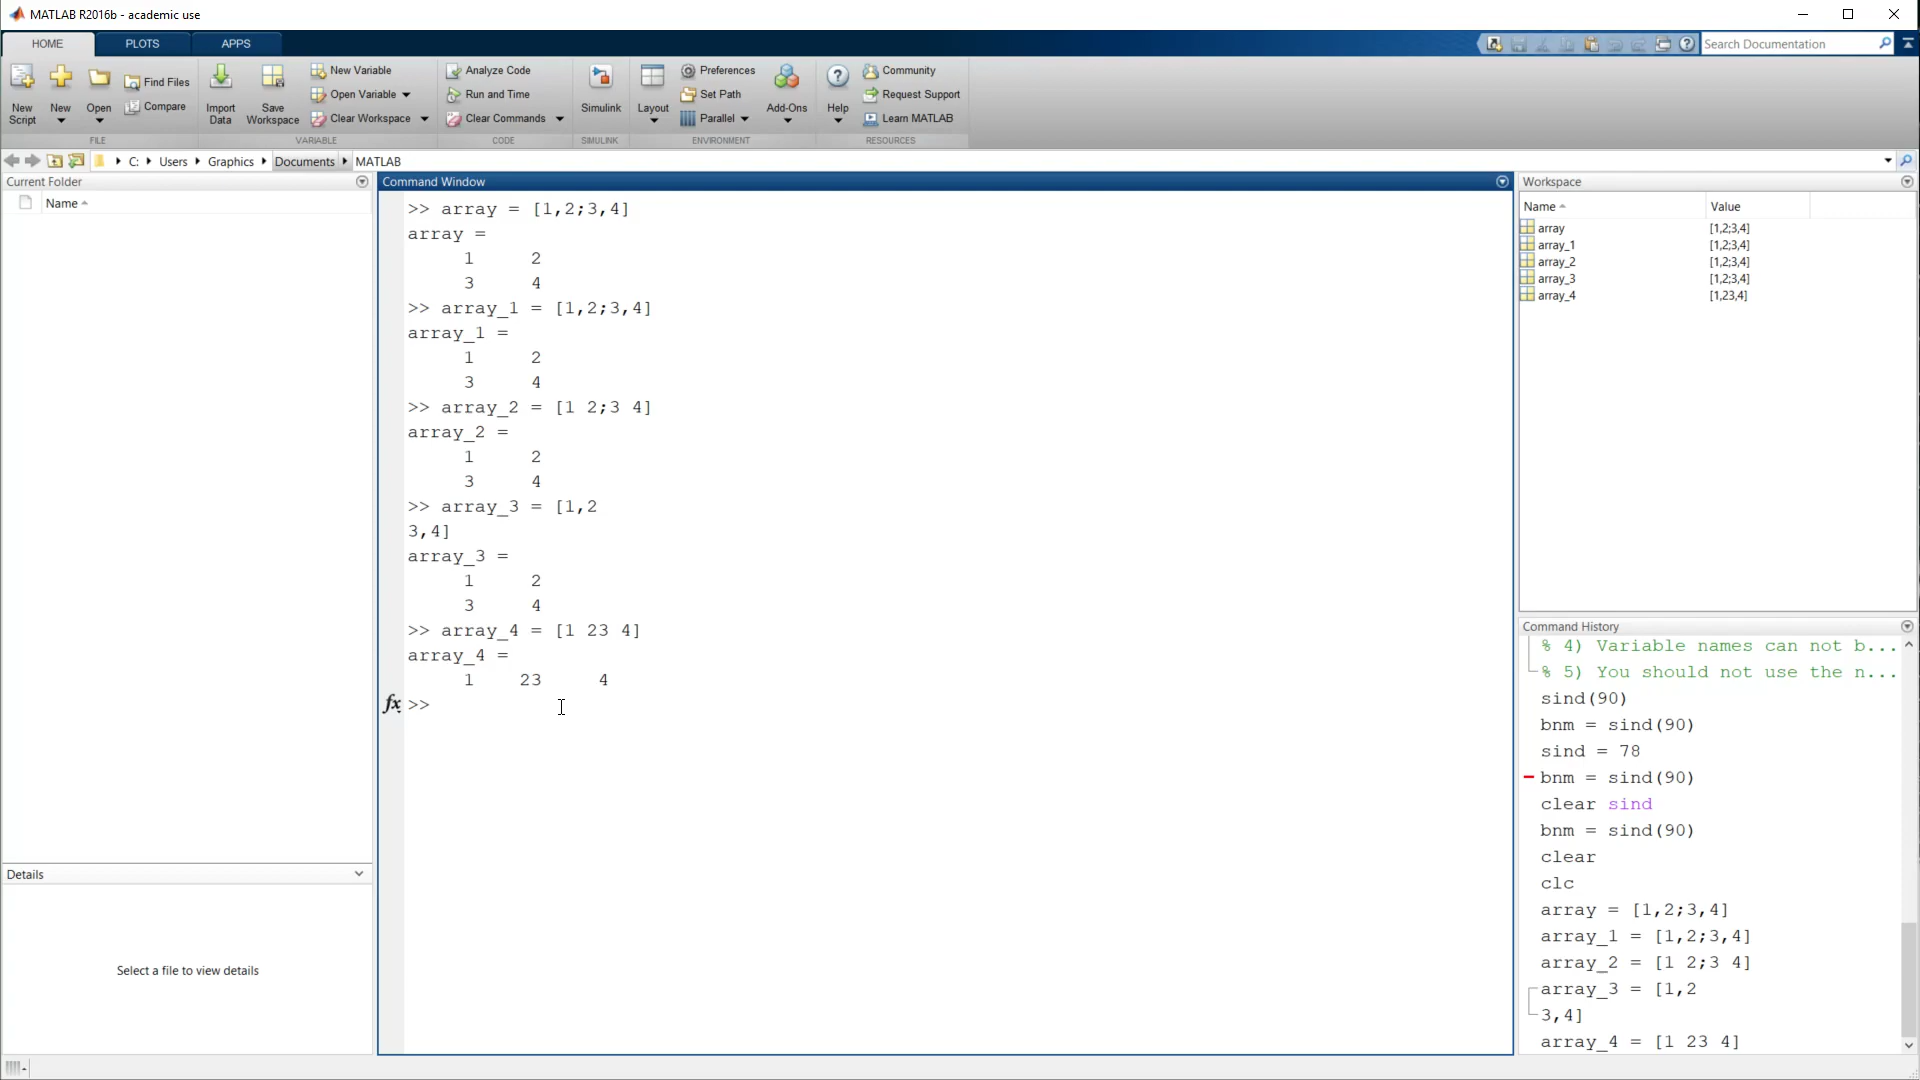 MATLAB R2016b - academic use
HOME PLOTS APPS
Search Documentation
New Script
New
Open
Find Files
Compare
FILE
Import Data
Save Workspace
New Variable
Open Variable
Clear Workspace
VARIABLE
Analyze Code
Run and Time
Clear Commands
CODE
Simulink
SIMULINK
Layout
Preferences
Set Path
Parallel
Add-Ons
ENVIRONMENT
Help
Community
Request Support
Learn MATLAB
RESOURCES
C: Users Graphics Documents MATLAB
Current Folder
Name
Details
Select a file to view details
Command Window
>> array = [1,2;3,4]
array =
1 2
3 4
>> array_1 = [1,2;3,4]
array_1 =
1 2
3 4
>> array_2 = [1 2;3 4]
array_2 =
1 2
3 4
>> array_3 = [1,2
3,4]
array_3 =
1 2
3 4
>> array_4 = [1 23 4]
array_4 =
1 23 4
fx >>
Workspace
Name Value
array [1,2;3,4]
array_1 [1,2;3,4]
array_2 [1,2;3,4]
array_3 [1,2;3,4]
array_4 [1,23,4]
Command History
% 4) Variable names can not b...
% 5) You should not use the n...
sind(90)
bnm = sind(90)
sind = 78
bnm = sind(90)
clear sind
bnm = sind(90)
clear
clc
array = [1,2;3,4]
array_1 = [1,2;3,4]
array_2 = [1 2;3 4]
array_3 = [1,2
3,4]
array_4 = [1 23 4]